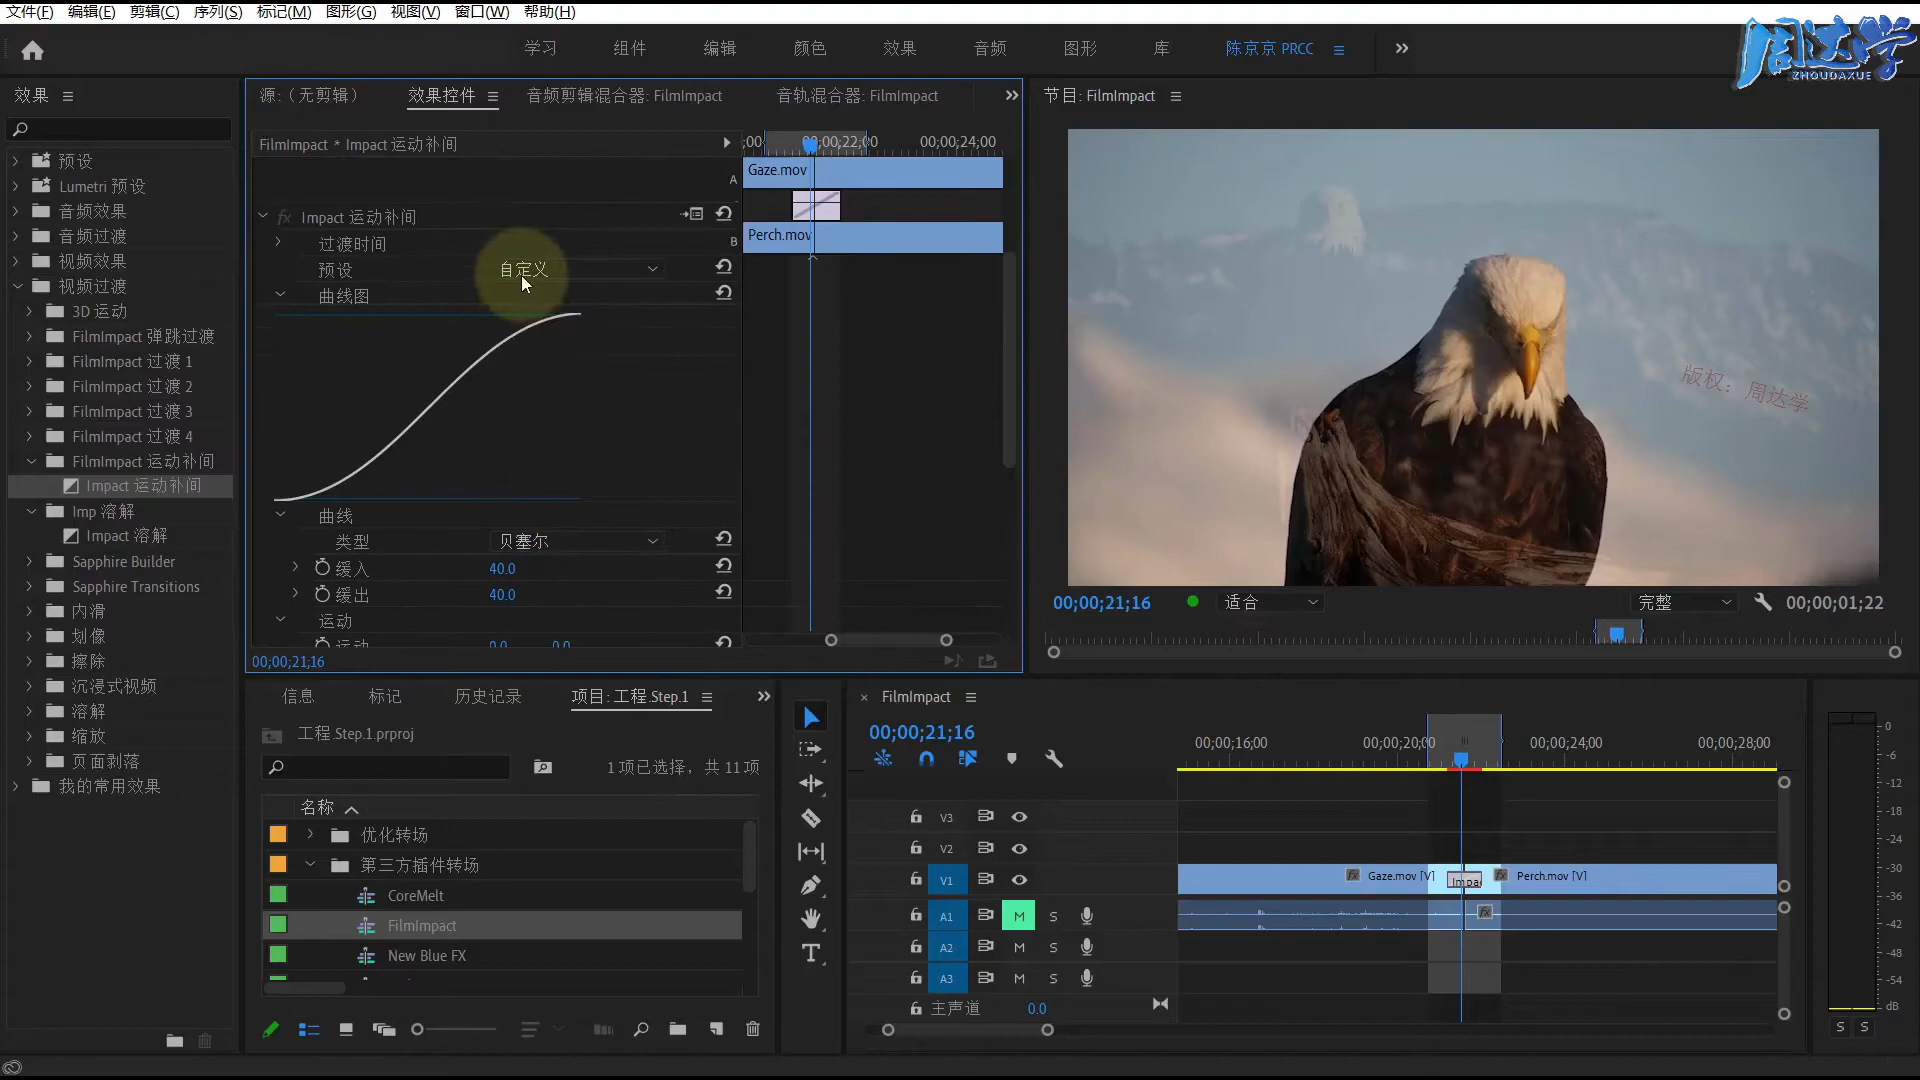 文件(F) 编辑(E) 剪辑(C) 序列(S) 标记(M) 图形(G) 视图(V) 窗口(W) 帮助(H)
学习 组件 编辑 颜色 效果 音频 图形 库 陈京京 PRCC
周达学
ZHOUDAXUE
效果
预设
Lumetri 预设
音频效果
音频过渡
视频效果
视频过渡
3D 运动
FilmImpact 弹跳过渡
FilmImpact 过渡 1
FilmImpact 过渡 2
FilmImpact 过渡 3
FilmImpact 过渡 4
FilmImpact 运动补间
Impact 运动补间
Imp 溶解
Impact 溶解
Sapphire Builder
Sapphire Transitions
内滑
划像
擦除
沉浸式视频
溶解
缩放
页面剥落
我的常用效果
源:（无剪辑） 效果控件 音频剪辑混合器: FilmImpact 音轨混合器: FilmImpact
FilmImpact * Impact 运动补间
;00 00;00;22;00 00;00;24;00
A Gaze.mov
fx Impact 运动补间
过渡时间 B Perch.mov
预设 自定义
曲线图
曲线
类型 贝塞尔
缓入 40.0
缓出 40.0
运动
运动 0.0 0.0
00;00;21;16
节目: FilmImpact
版权：周达学
00;00;21;16 适合 完整 00;00;01;22
信息 标记 历史记录 项目: 工程.Step.1
工程.Step.1.prproj
1 项已选择，共 11 项
名称
优化转场
第三方插件转场
CoreMelt
FilmImpact
New Blue FX
× FilmImpact
00;00;21;16
00;00;16;00 00;00;20;00 00;00;24;00 00;00;28;00
V3
V2
V1 fx Gaze.mov [V] Impac fx Perch.mov [V]
A1 M S fx
A2 M S
A3 M S
主声道 0.0
0
-6
-12
-18
-24
-30
-36
-42
-48
-54
dB
S S